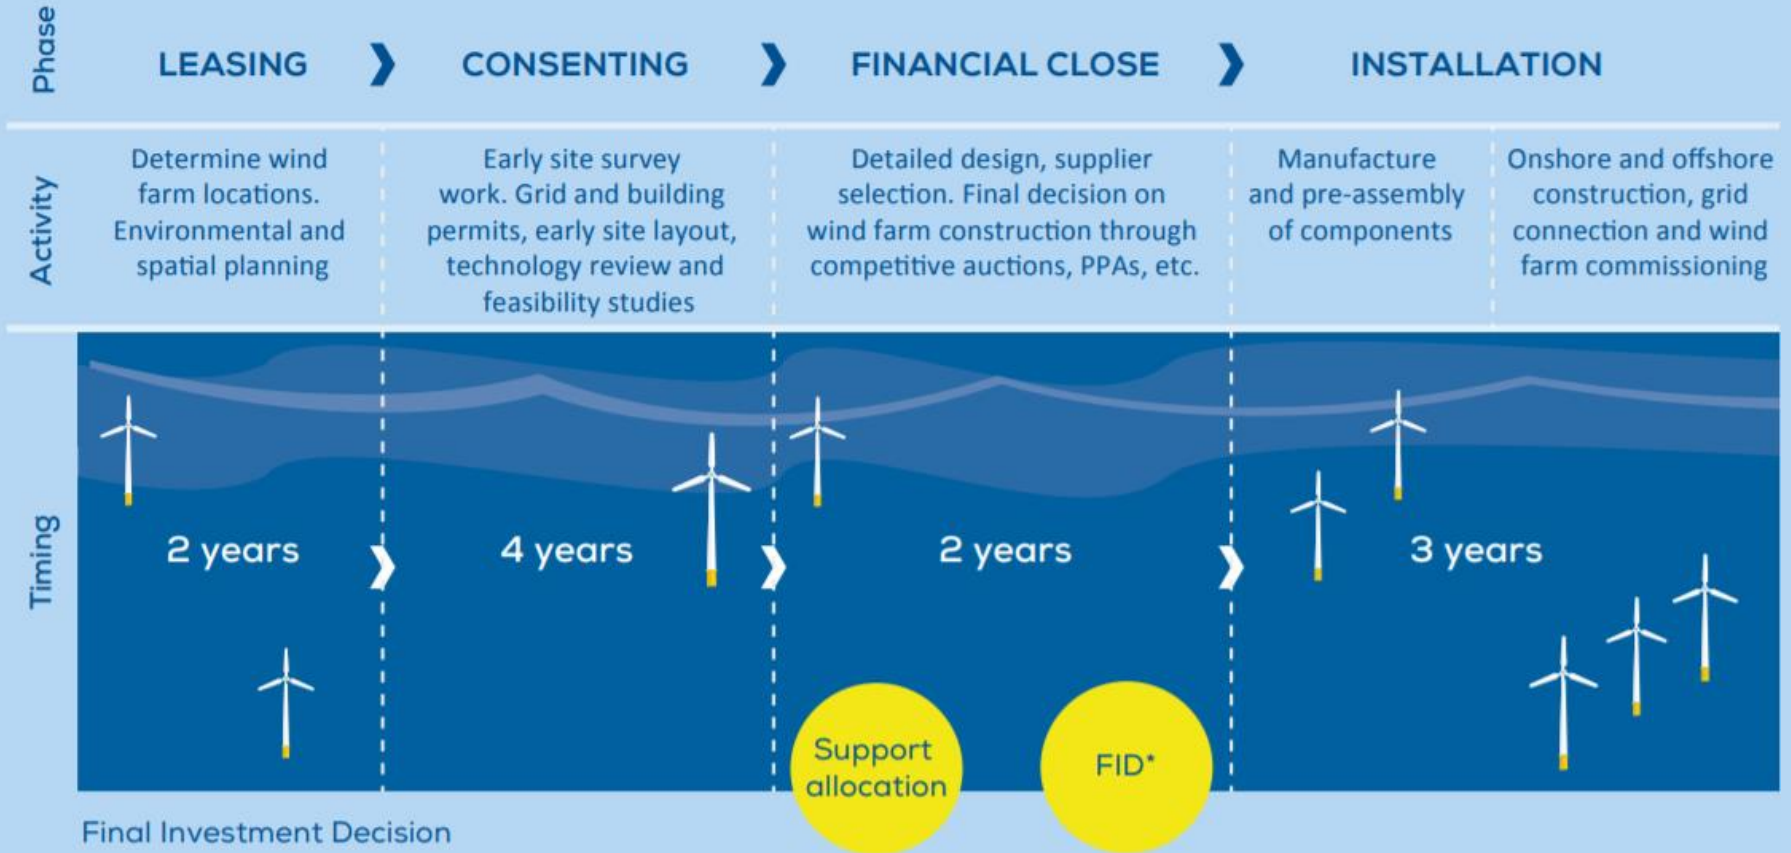 Phase
LEASING
CONSENTING
FINANCIAL CLOSE
INSTALLATION
Activity
Determine wind
farm locations.
Environmental and
spatial planning
Early site survey
work. Grid and building
permits, early site layout,
technology review and
feasibility studies
Detailed design, supplier
selection. Final decision on
wind farm construction through
competitive auctions, PPAs, etc.
Manufacture
and pre-assembly
of components
Onshore and offshore
construction, grid
connection and wind
farm commissioning
Timing
2 years
4 years
2 years
3 years
Support
allocation
FID*
Final Investment Decision